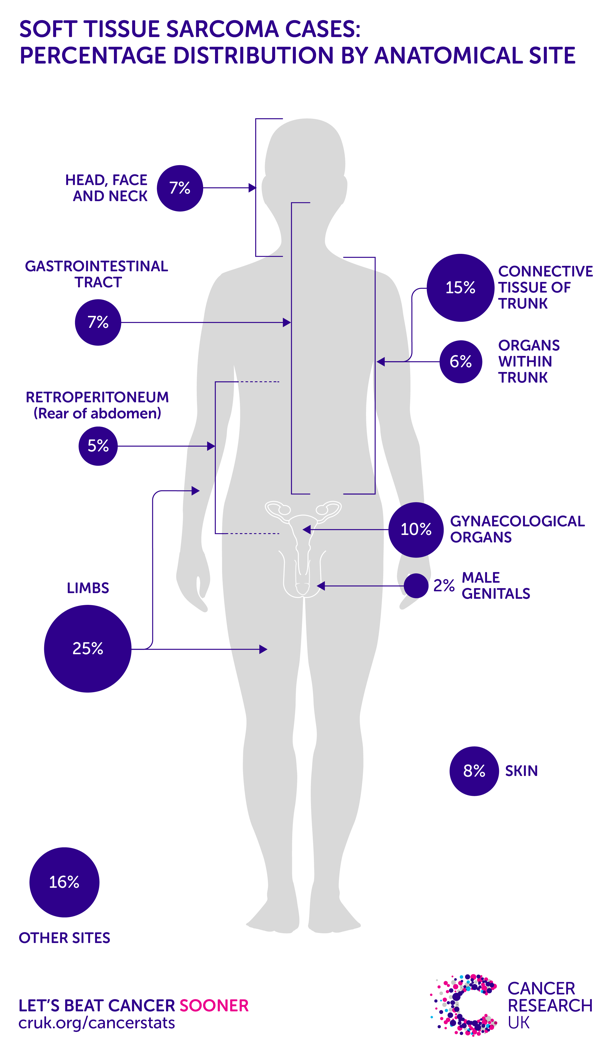 SOFT TISSUE SARCOMA CASES:
PERCENTAGE DISTRIBUTION BY ANATOMICAL SITE
HEAD, FACE
AND NECK
7%
GASTROINTESTINAL
TRACT
7%
15%
CONNECTIVE
TISSUE OF
TRUNK
6%
ORGANS
WITHIN
TRUNK
RETROPERITONEUM
(Rear of abdomen)
5%
10%
GYNAECOLOGICAL
ORGANS
2%
MALE
GENITALS
LIMBS
25%
8%
SKIN
16%
OTHER SITES
LET'S BEAT CANCER SOONER
cruk.org/cancerstats
CANCER
RESEARCH
UK